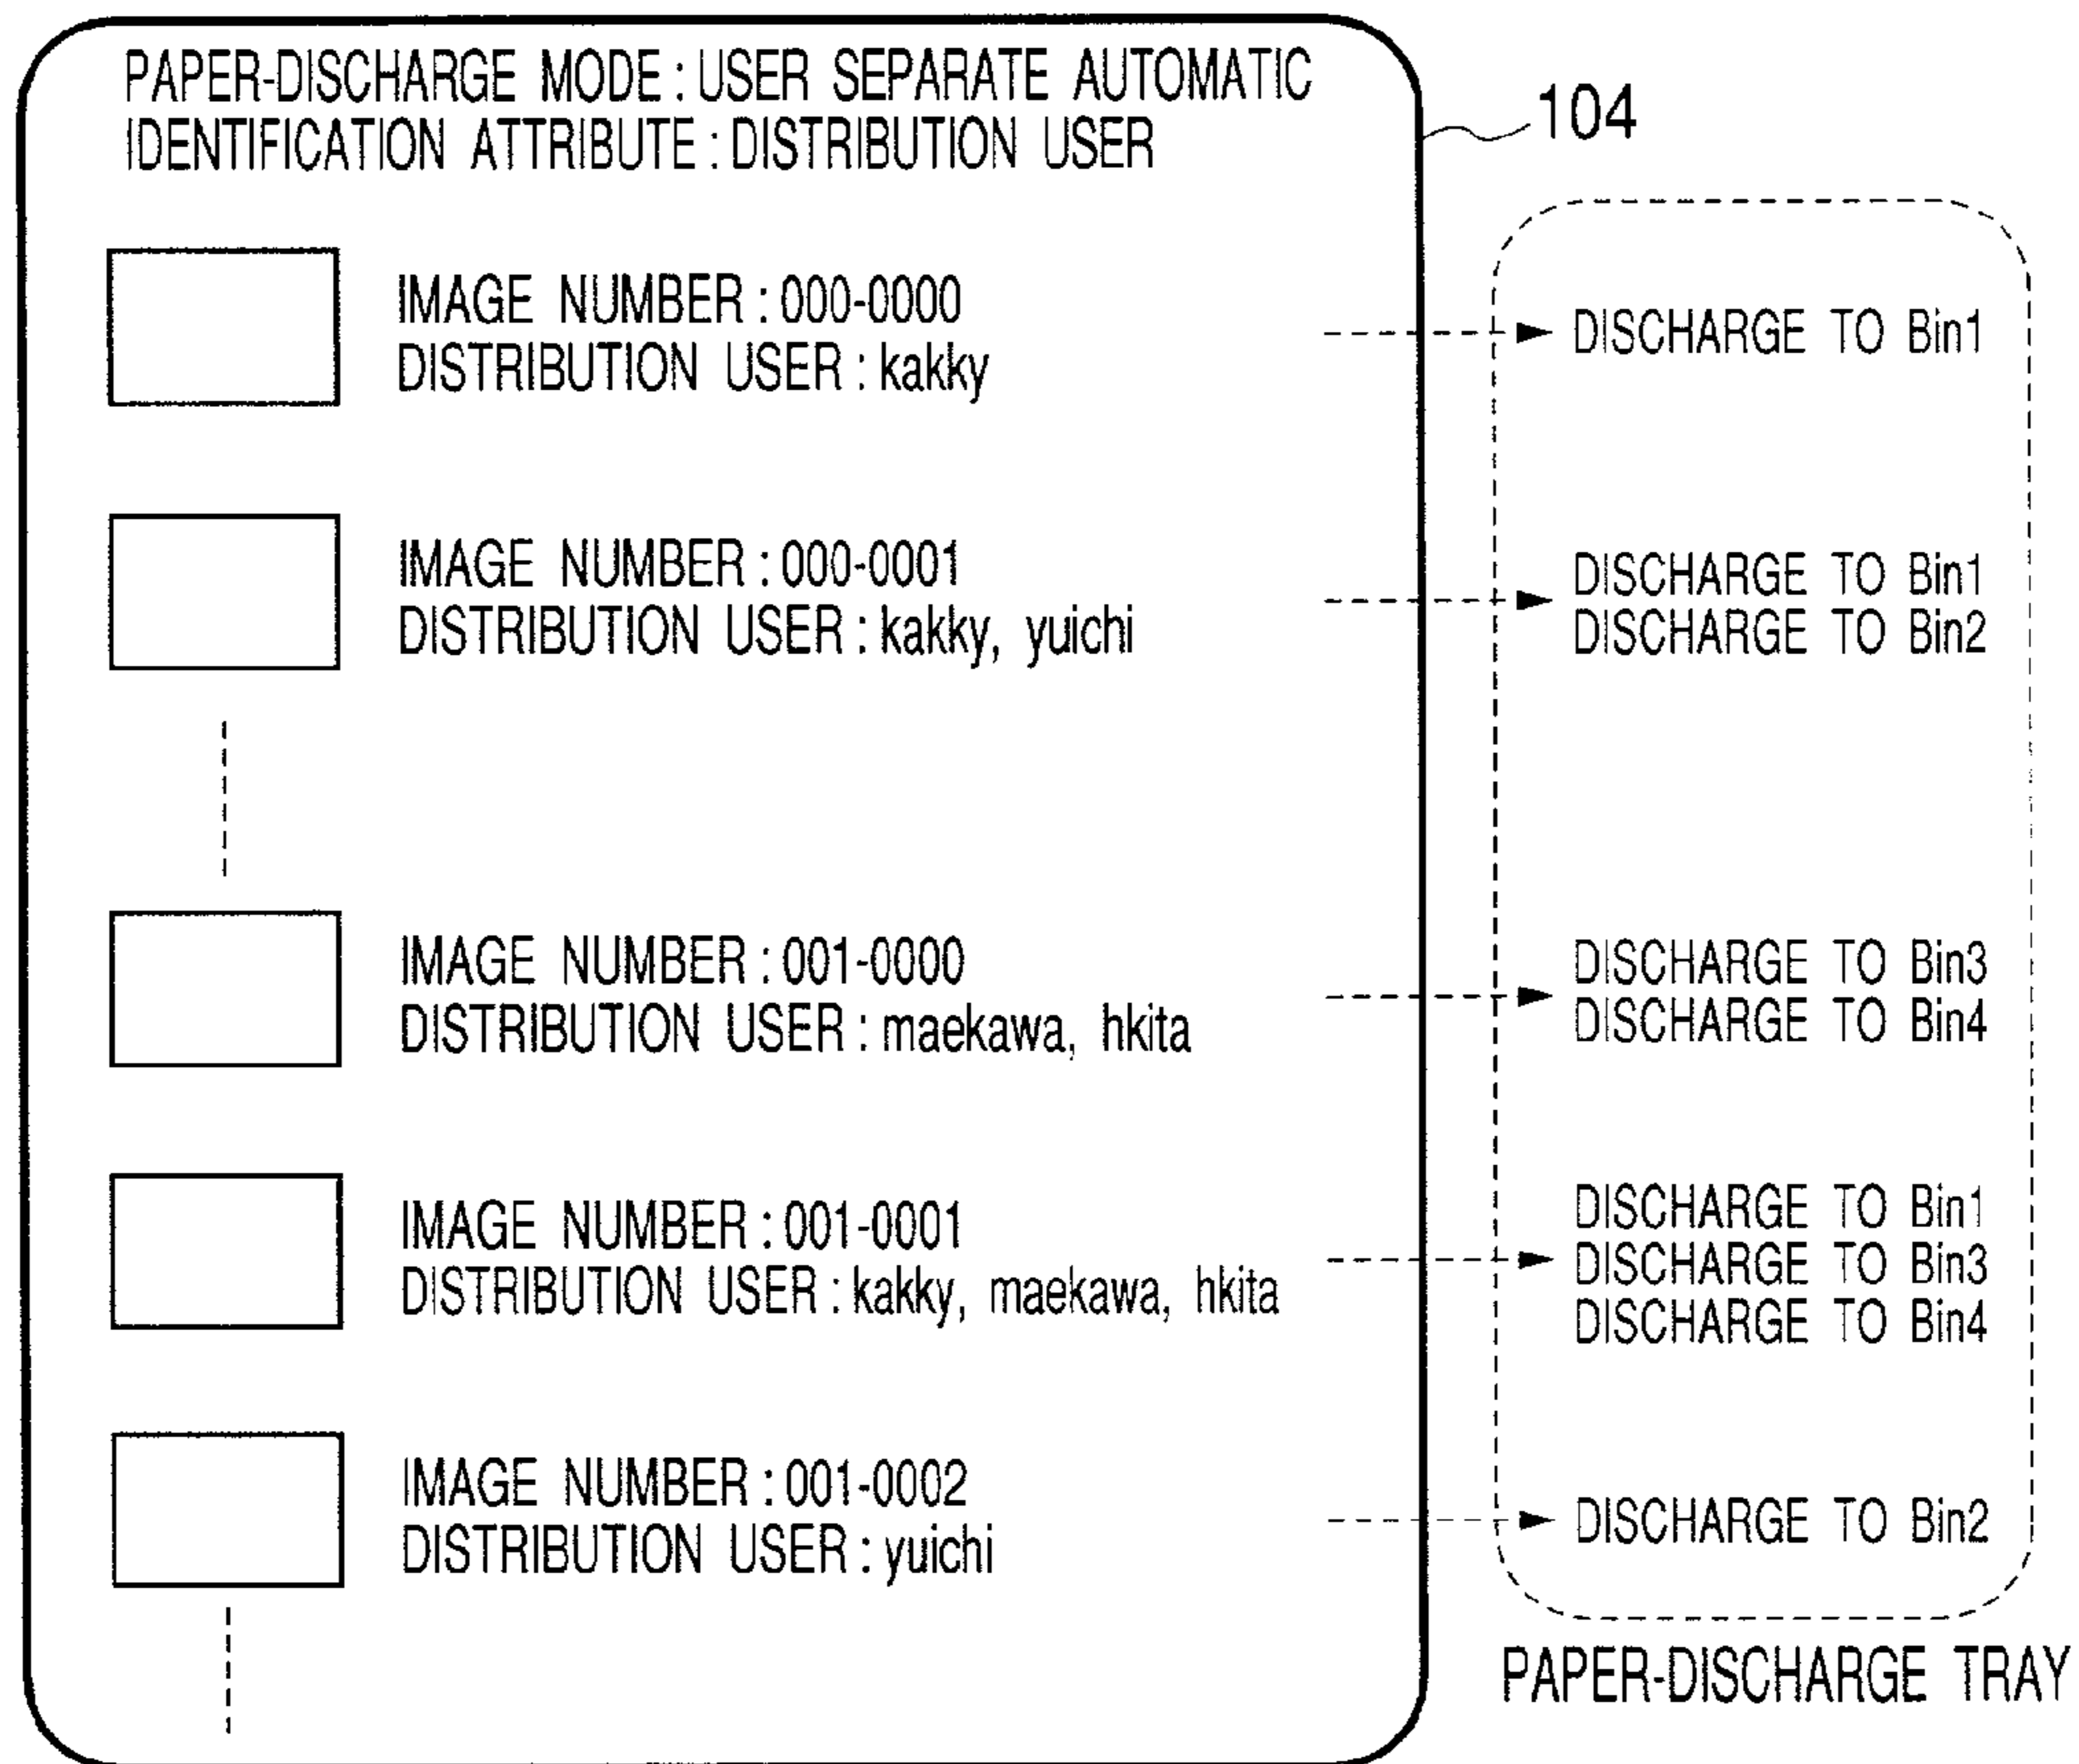 PAPER-DISCHARGE MODE : USER SEPARATE AUTOMATIC
IDENTIFICATION ATTRIBUTE : DISTRIBUTION USER
104
IMAGE NUMBER : 000-0000
DISTRIBUTION USER : kakky
DISCHARGE TO Bin1
IMAGE NUMBER : 000-0001
DISTRIBUTION USER : kakky, yuichi
DISCHARGE TO Bin1
DISCHARGE TO Bin2
IMAGE NUMBER : 001-0000
DISTRIBUTION USER : maekawa, hkita
DISCHARGE TO Bin3
DISCHARGE TO Bin4
IMAGE NUMBER : 001-0001
DISTRIBUTION USER : kakky, maekawa, hkita
DISCHARGE TO Bin1
DISCHARGE TO Bin3
DISCHARGE TO Bin4
IMAGE NUMBER : 001-0002
DISTRIBUTION USER : yuichi
DISCHARGE TO Bin2
PAPER-DISCHARGE TRAY